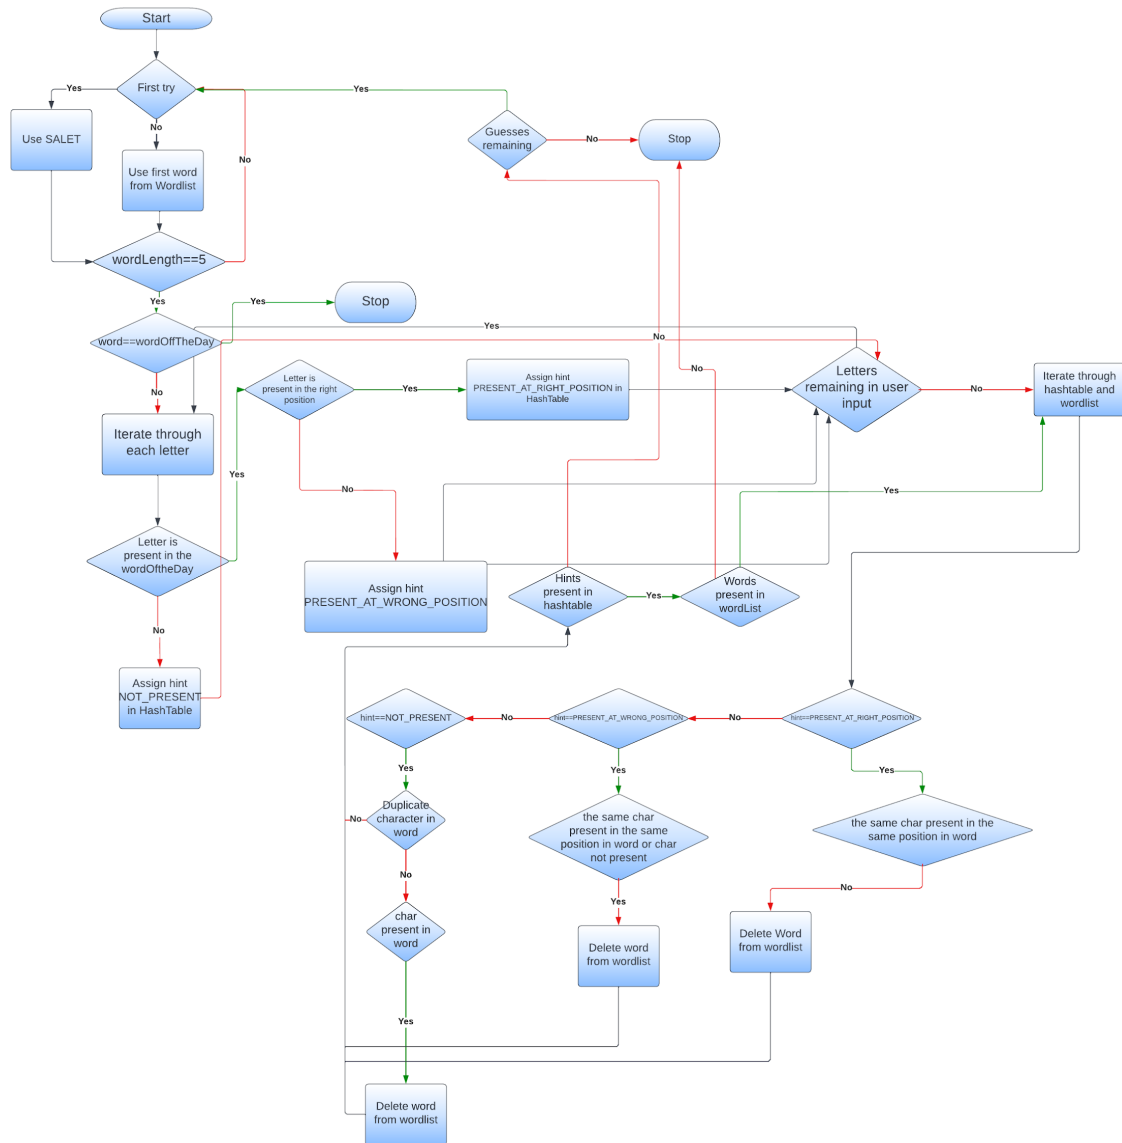 Start
First try
Yes
No
Use SALET
Use first word
from Wordlist
No
wordLength==5
Yes
Yes
Guesses
remaining
No
Stop
word==wordOffTheDay
Yes
Stop
No
Yes
No
Iterate through
each letter
Letter is
present in the right
position
Yes
Assign hint
PRESENT_AT_RIGHT_POSITION in
HashTable
Letters
remaining in user
input
No
Iterate through
hashtable and
wordlist
No
Yes
No
Yes
Letter is
present in the
wordOftheDay
No
Assign hint
NOT_PRESENT
in HashTable
Assign hint
PRESENT_AT_WRONG_POSITION
Hints
present in
hashtable
Yes
Words
present in
wordList
hint==NOT_PRESENT
No
hint==PRESENT_AT_WRONG_POSITION
No
hint==PRESENT_AT_RIGHT_POSITION
Yes
Yes
Yes
Duplicate
character in
word
No
No
the same char
present in the same
position in word or char
not present
the same char present in the
same position in word
Yes
No
char
present in
word
Delete word
from wordlist
Delete Word
from wordlist
Yes
Delete word
from wordlist